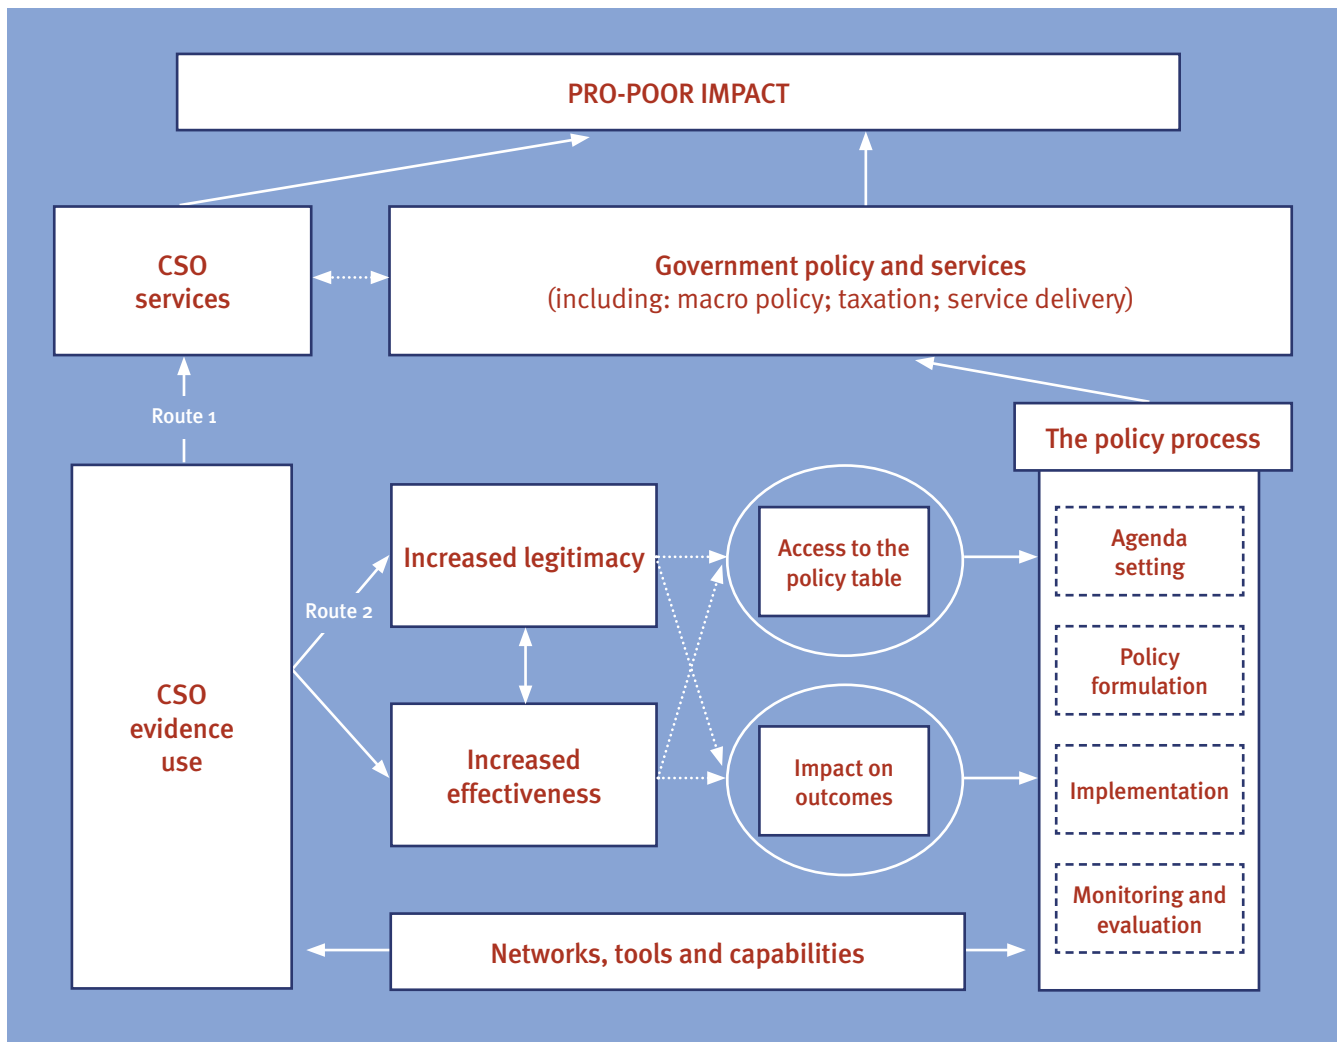 PRO-POOR IMPACT
CSO
services
Government policy and services
(including: macro policy; taxation; service delivery)
Route 1
The policy process
CSO
evidence
use
Route 2
Increased legitimacy
Increased
effectiveness
Access to the
policy table
Impact on
outcomes
Agenda
setting
Policy
formulation
Implementation
Monitoring and
evaluation
Networks, tools and capabilities